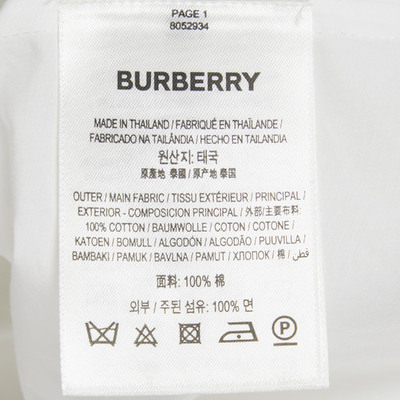 PAGE 1
8052934
BURBERRY
MADE IN THAILAND / FABRIQUÉ EN THAÏLANDE /
FABRICADO NA TAILÂNDIA / HECHO EN TAILANDIA
원산지: 태국
原產地 泰國 / 原产地 泰国
OUTER / MAIN FABRIC / TISSU EXTÉRIEUR / PRINCIPAL /
EXTERIOR - COMPOSICION PRINCIPAL / 外部/主要布料:
100% COTTON / BAUMWOLLE / COTON / COTONE /
KATOEN / BOMULL / ALGODÓN / ALGODÃO / PUUVILLA /
BAMBAKI / PAMUK / BAVLNA / PAMUT / ХЛОПОК / 棉 / قطن
面料: 100% 棉
외부 / 주된 섬유: 100% 면
P